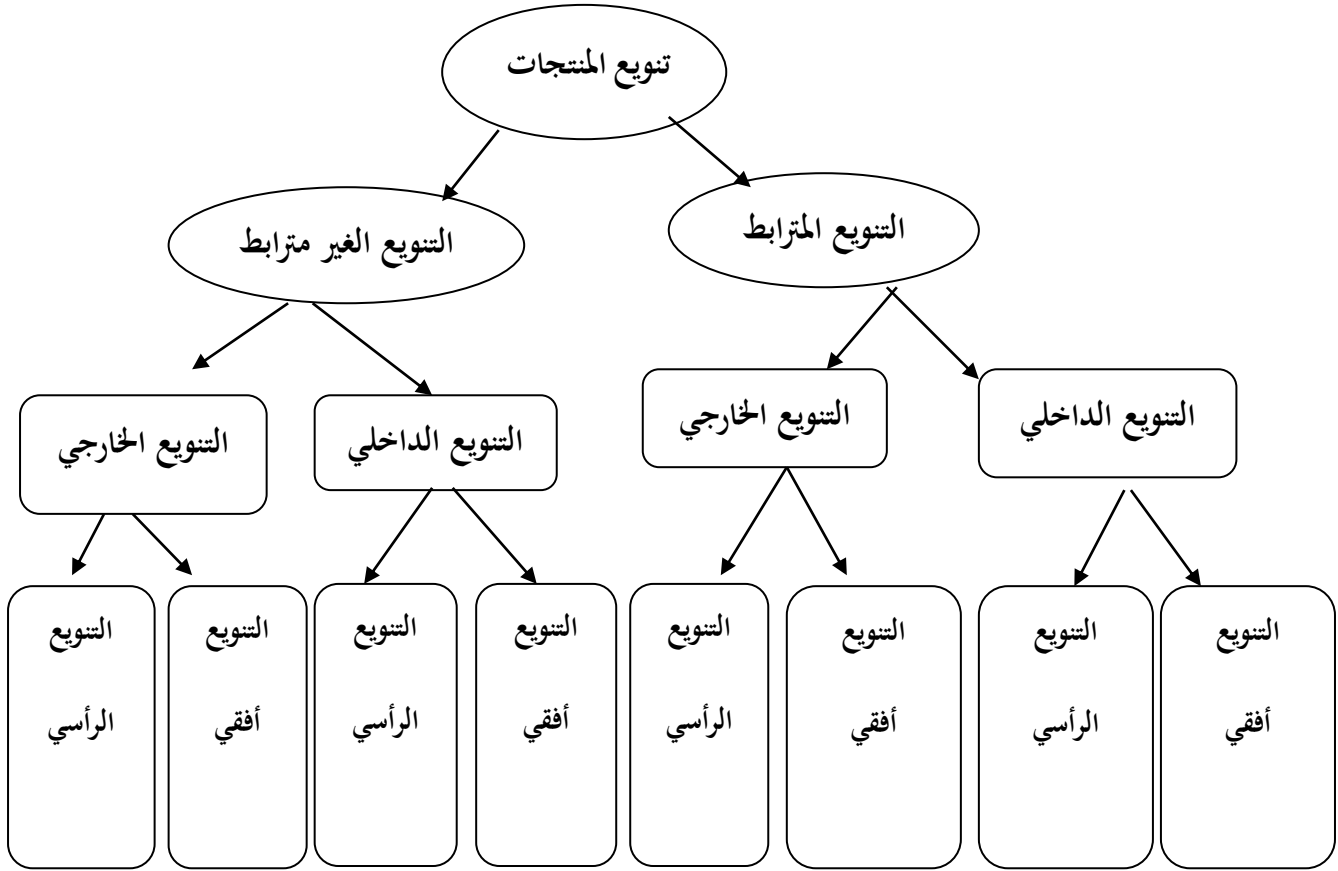 تنويع المنتجات
التنويع المترابط
التنويع الغير مترابط
التنويع الداخلي
التنويع الخارجي
التنويع الداخلي
التنويع الخارجي
التنويع
أفقي
التنويع
الرأسي
التنويع
أفقي
التنويع
الرأسي
التنويع
أفقي
التنويع
الرأسي
التنويع
أفقي
التنويع
الرأسي